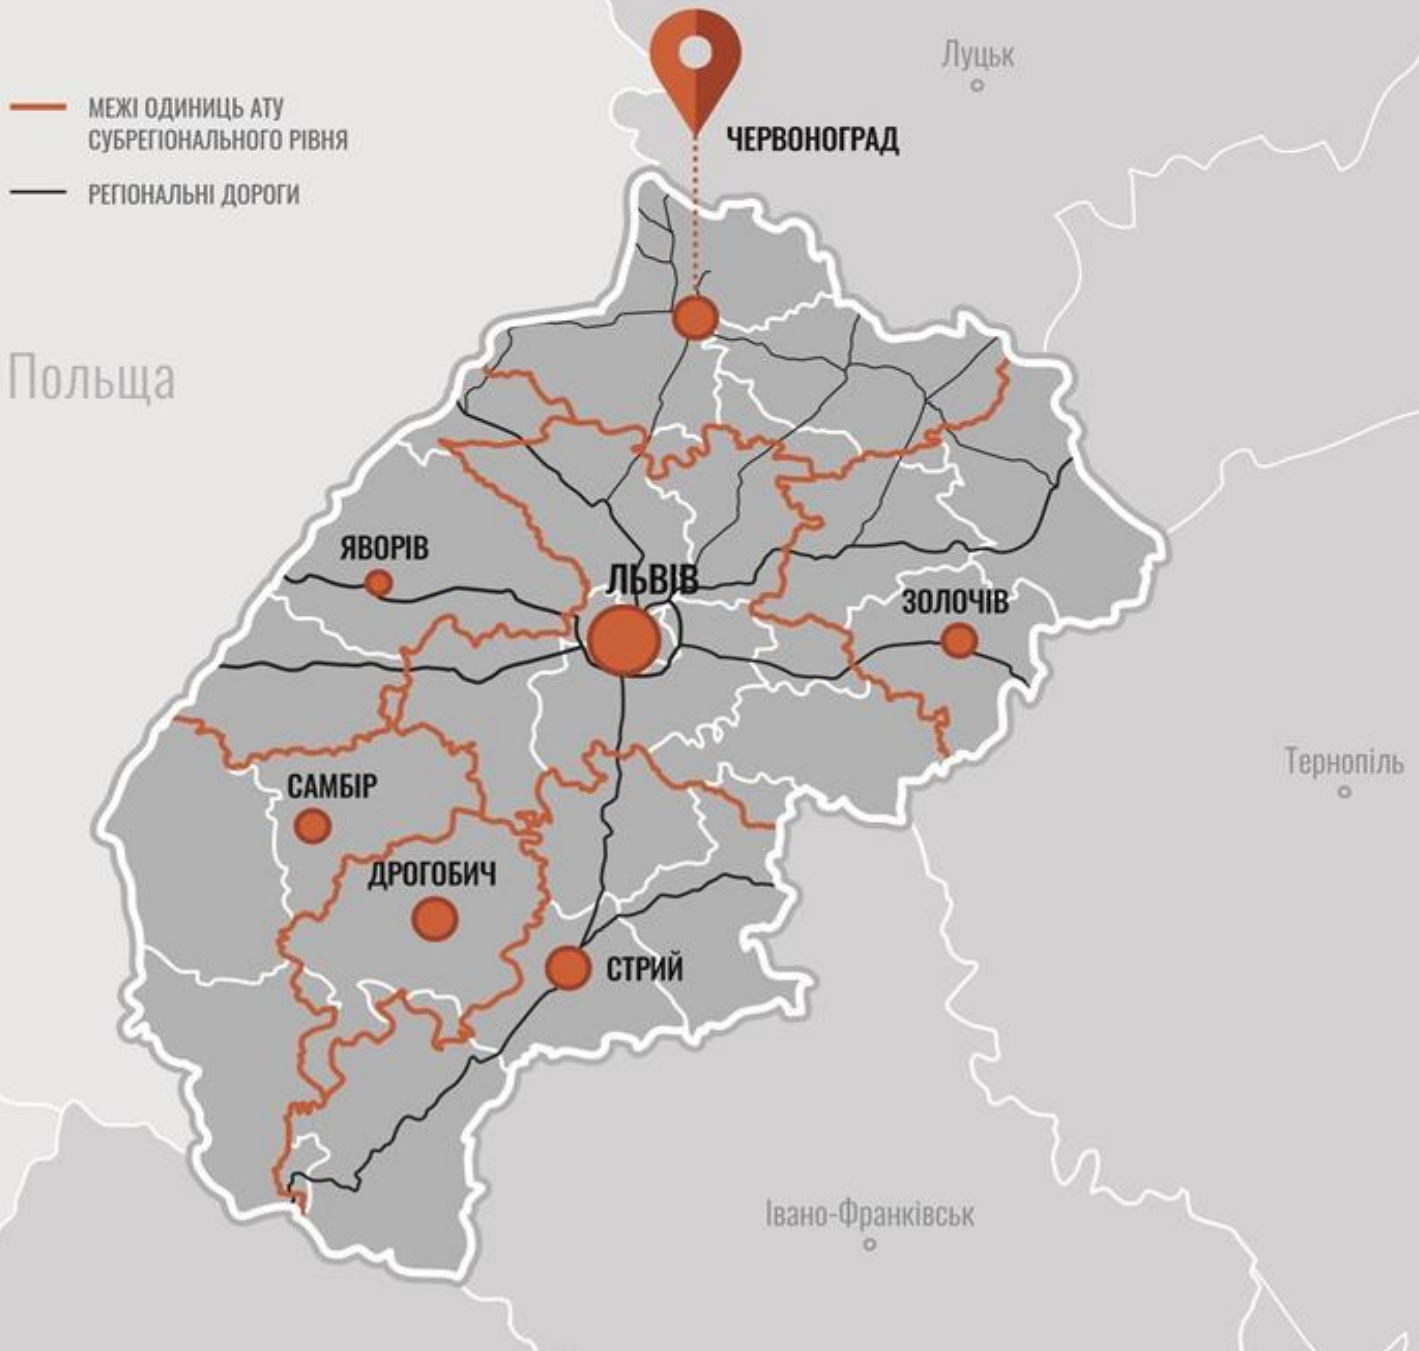 Луцьк
МЕЖІ ОДИНИЦЬ АТУ
СУБРЕГІОНАЛЬНОГО РІВНЯ
ЧЕРВОНОГРАД
РЕГІОНАЛЬНІ ДОРОГИ
Польща
ЯВОРІВ
ЛЬВІВ
ЗОЛОЧІВ
Тернопіль
САМБІР
ДРОГОБИЧ
СТРИЙ
Івано-Франківськ